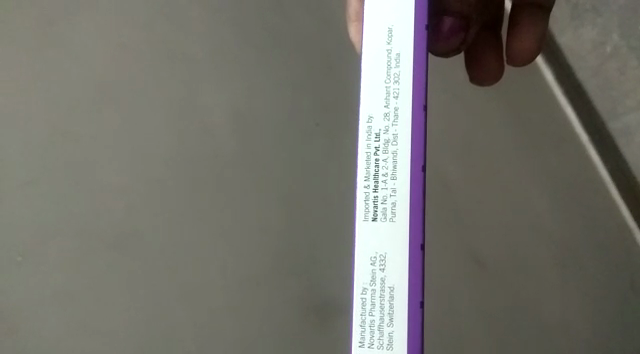 Manufactured by :
Novartis Pharma Stein AG.,
Schaffhauserstrasse, 4332,
Stein, Switzerland.
Imported & Marketed in India by:
Novartis Healthcare Pvt. Ltd.,
Gala No. 1-A & 2-A, Bldg. No. 28, Arihant Compound, Kopar,
Purna, Tal - Bhiwandi, Dist - Thane - 421 302, India